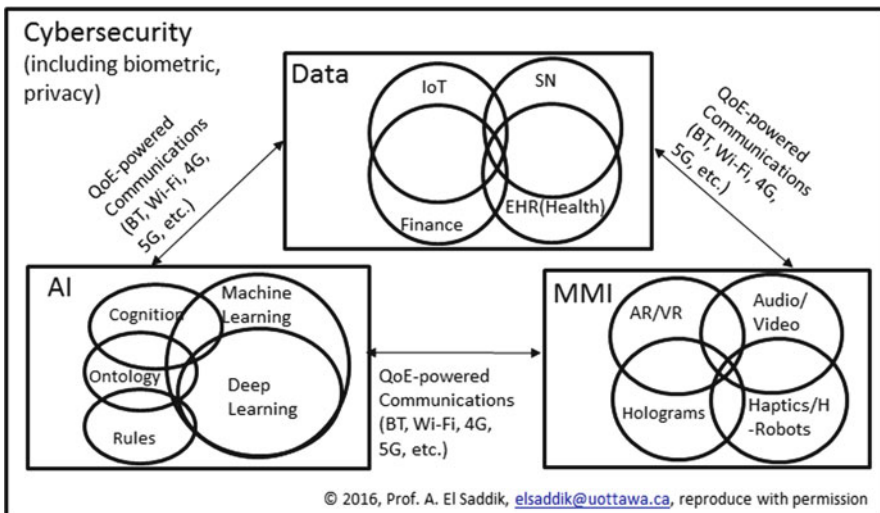 Cybersecurity
(including biometric,
privacy)
Data
IoT
SN
Finance
EHR(Health)
QoE-powered
Communications
(BT, Wi-Fi, 4G,
5G, etc.)
QoE-powered
Communications
(BT, Wi-Fi, 4G,
5G, etc.)
AI
Cognition
Machine
Learning
Ontology
Deep
Learning
Rules
QoE-powered
Communications
(BT, Wi-Fi, 4G,
5G, etc.)
MMI
AR/VR
Audio/
Video
Holograms
Haptics/H
-Robots
© 2016, Prof. A. El Saddik, elsaddik@uottawa.ca, reproduce with permission